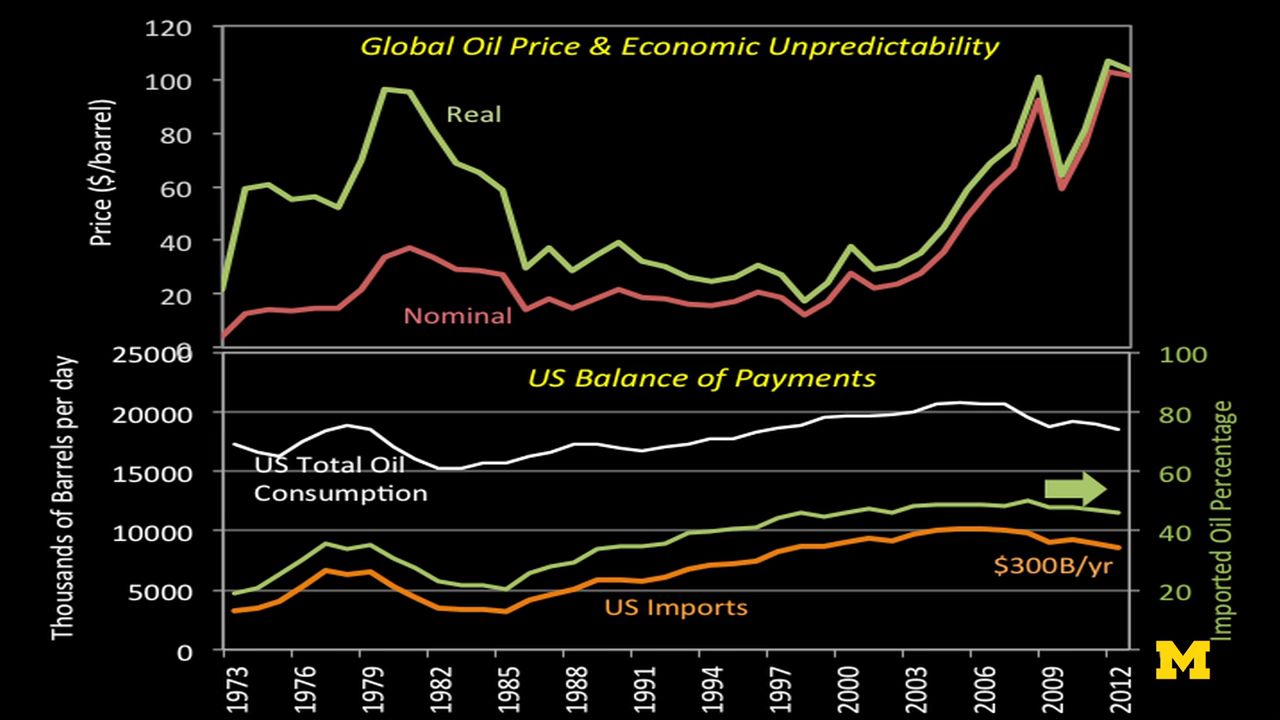 Global Oil Price & Economic Unpredictability
Price ($/barrel)
120
100
80
60
40
20
0
Real
Nominal
US Balance of Payments
Thousands of Barrels per day
25000
20000
15000
10000
5000
0
US Total Oil
Consumption
US Imports
$300B/yr
100
80
60
40
20
Imported Oil Percentage
1973
1976
1979
1982
1985
1988
1991
1994
1997
2000
2003
2006
2009
2012
M